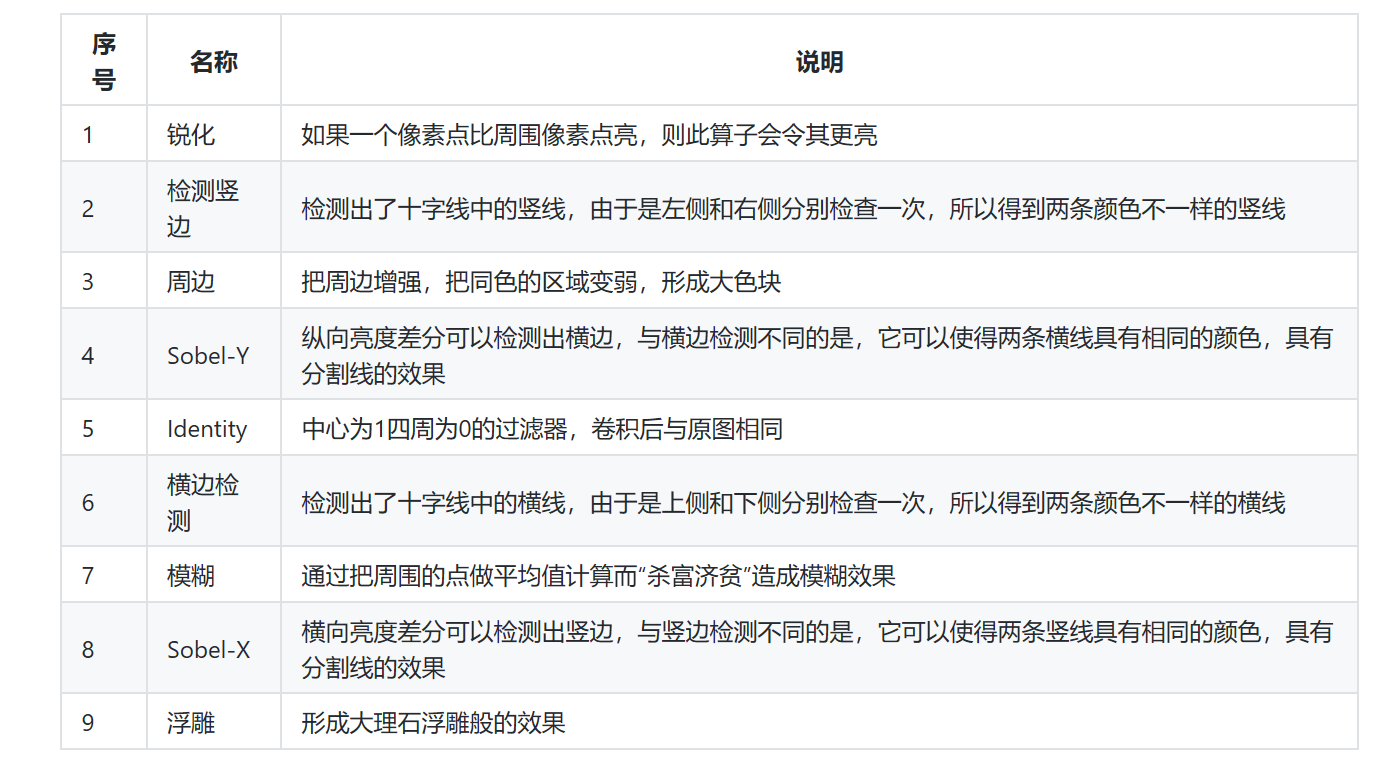 序
号
名称
说明
1
锐化
如果一个像素点比周围像素点亮，则此算子会令其更亮
2
检测竖
边
检测出了十字线中的竖线，由于是左侧和右侧分别检查一次，所以得到两条颜色不一样的竖线
3
周边
把周边增强，把同色的区域变弱，形成大色块
4
Sobel-Y
纵向亮度差分可以检测出横边，与横边检测不同的是，它可以使得两条横线具有相同的颜色，具有
分割线的效果
5
Identity
中心为1四周为0的过滤器，卷积后与原图相同
6
横边检
测
检测出了十字线中的横线，由于是上侧和下侧分别检查一次，所以得到两条颜色不一样的横线
7
模糊
通过把周围的点做平均值计算而“杀富济贫”造成模糊效果
8
Sobel-X
横向亮度差分可以检测出竖边，与竖边检测不同的是，它可以使得两条竖线具有相同的颜色，具有
分割线的效果
9
浮雕
形成大理石浮雕般的效果